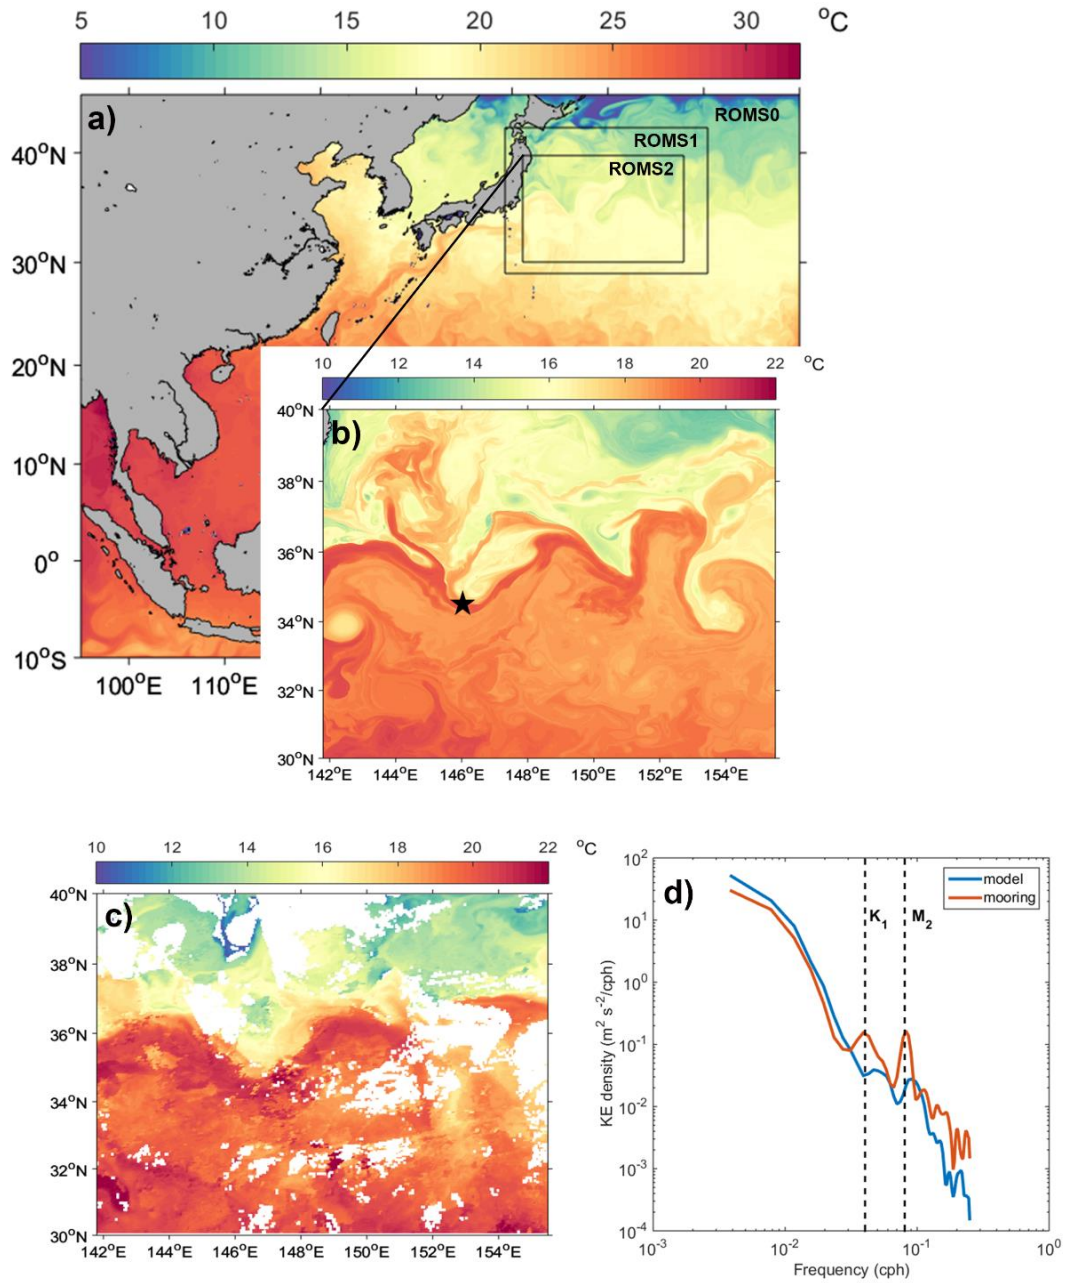 5 10 15 20 25 30 °C
a)
ROMS0
ROMS1
ROMS2
40°N
30°N
20°N
10°N
0°
10°S
100°E 110°E
10 12 14 16 18 20 22 °C
b)
40°N
38°N
36°N
34°N
32°N
30°N
142°E 144°E 146°E 148°E 150°E 152°E 154°E
10 12 14 16 18 20 22 °C
c)
40°N
38°N
36°N
34°N
32°N
30°N
142°E 144°E 146°E 148°E 150°E 152°E 154°E
d)
model
mooring
K₁ M₂
KE density (m² s⁻²/cph)
10²
10¹
10⁰
10⁻¹
10⁻²
10⁻³
10⁻⁴
10⁻³ 10⁻² 10⁻¹ 10⁰
Frequency (cph)